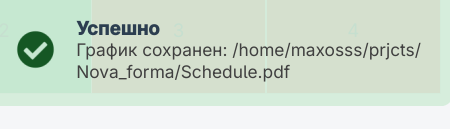 Успешно
График сохранен: /home/maxosss/prjcts/
Nova_forma/Schedule.pdf